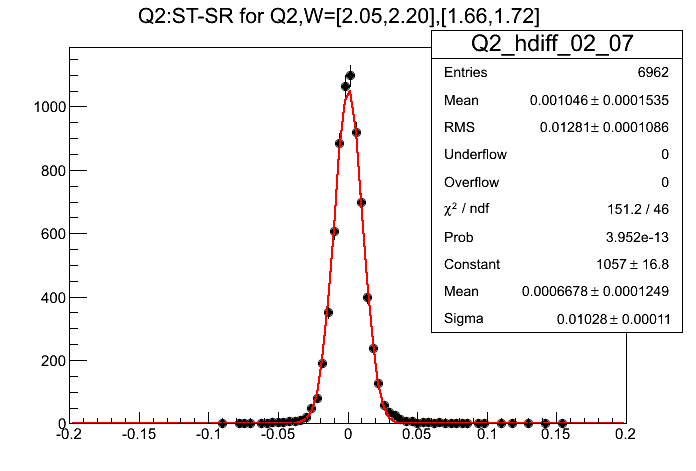 Q2:ST-SR for Q2,W=[2.05,2.20],[1.66,1.72]
Q2_hdiff_02_07
Entries 6962
Mean 0.001046 ± 0.0001535
RMS 0.01281 ± 0.0001086
Underflow 0
Overflow 0
χ² / ndf 151.2 / 46
Prob 3.952e-13
Constant 1057 ± 16.8
Mean 0.0006678 ± 0.0001249
Sigma 0.01028 ± 0.00011
1000
800
600
400
200
0
-0.2 -0.15 -0.1 -0.05 0 0.05 0.1 0.15 0.2